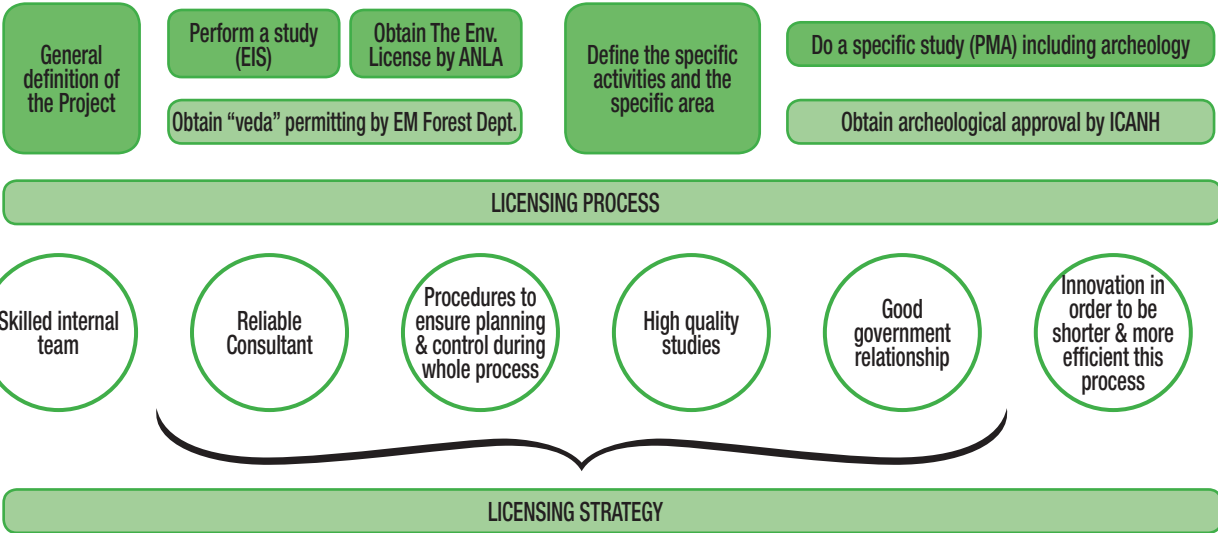 General
definition of
the Project
Perform a study
(EIS)
Obtain The Env.
License by ANLA
Obtain “veda” permitting by EM Forest Dept.
Define the specific
activities and the
specific area
Do a specific study (PMA) including archeology
Obtain archeological approval by ICANH
LICENSING PROCESS
Skilled internal
team
Reliable
Consultant
Procedures to
ensure planning
& control during
whole process
High quality
studies
Good
government
relationship
Innovation in
order to be
shorter & more
efficient this
process
LICENSING STRATEGY